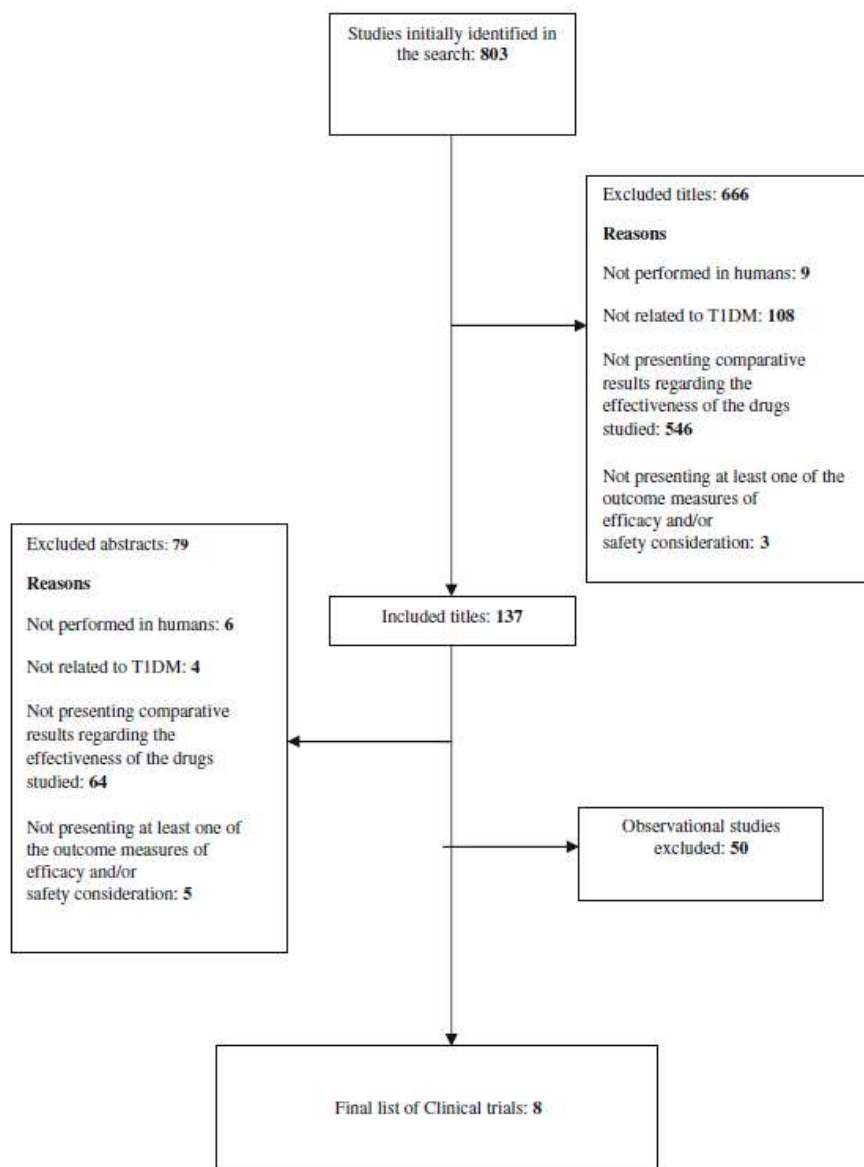 Studies initially identified in
the search: 803
Excluded titles: 666
Reasons
Not performed in humans: 9
Not related to T1DM: 108
Not presenting comparative
results regarding the
effectiveness of the drugs
studied: 546
Not presenting at least one of the
outcome measures of
efficacy and/or
safety consideration: 3
Included titles: 137
Excluded abstracts: 79
Reasons
Not performed in humans: 6
Not related to T1DM: 4
Not presenting comparative
results regarding the
effectiveness of the drugs
studied: 64
Not presenting at least one of
the outcome measures of
efficacy and/or
safety consideration: 5
Observational studies
excluded: 50
Final list of Clinical trials: 8